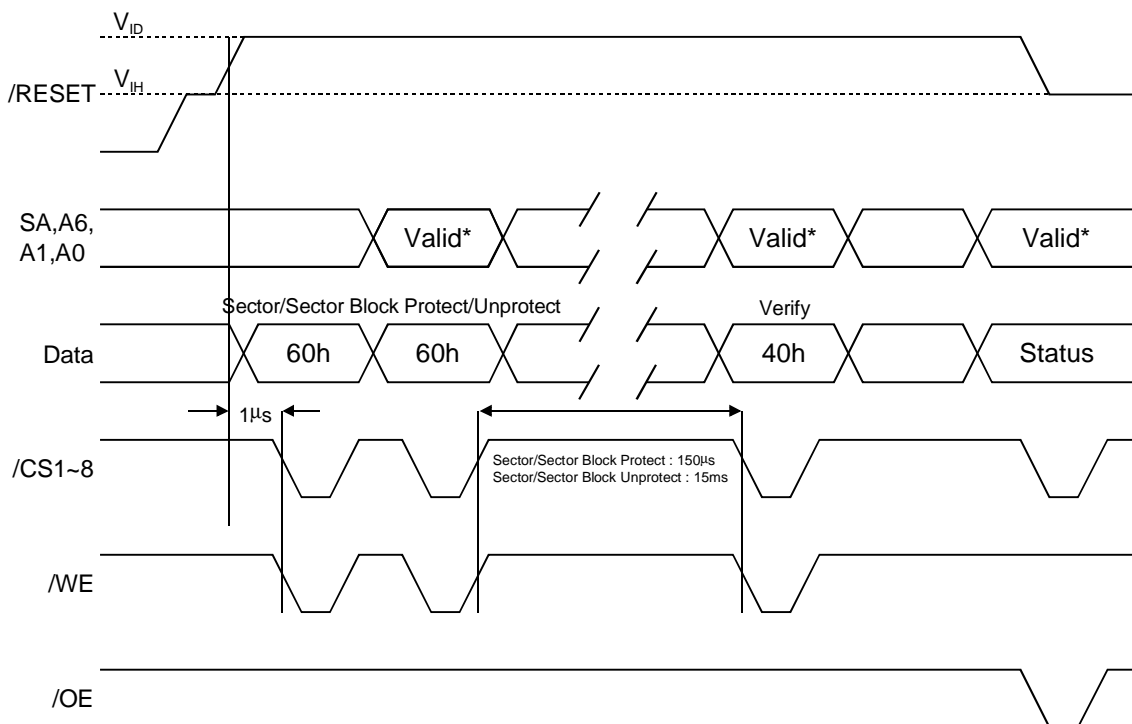 VID
VIH
/RESET
SA,A6,
A1,A0
Valid*
Valid*
Valid*
Sector/Sector Block Protect/Unprotect
Verify
Data
60h
60h
40h
Status
1μs
/CS1~8
Sector/Sector Block Protect : 150μs
Sector/Sector Block Unprotect : 15ms
/WE
/OE